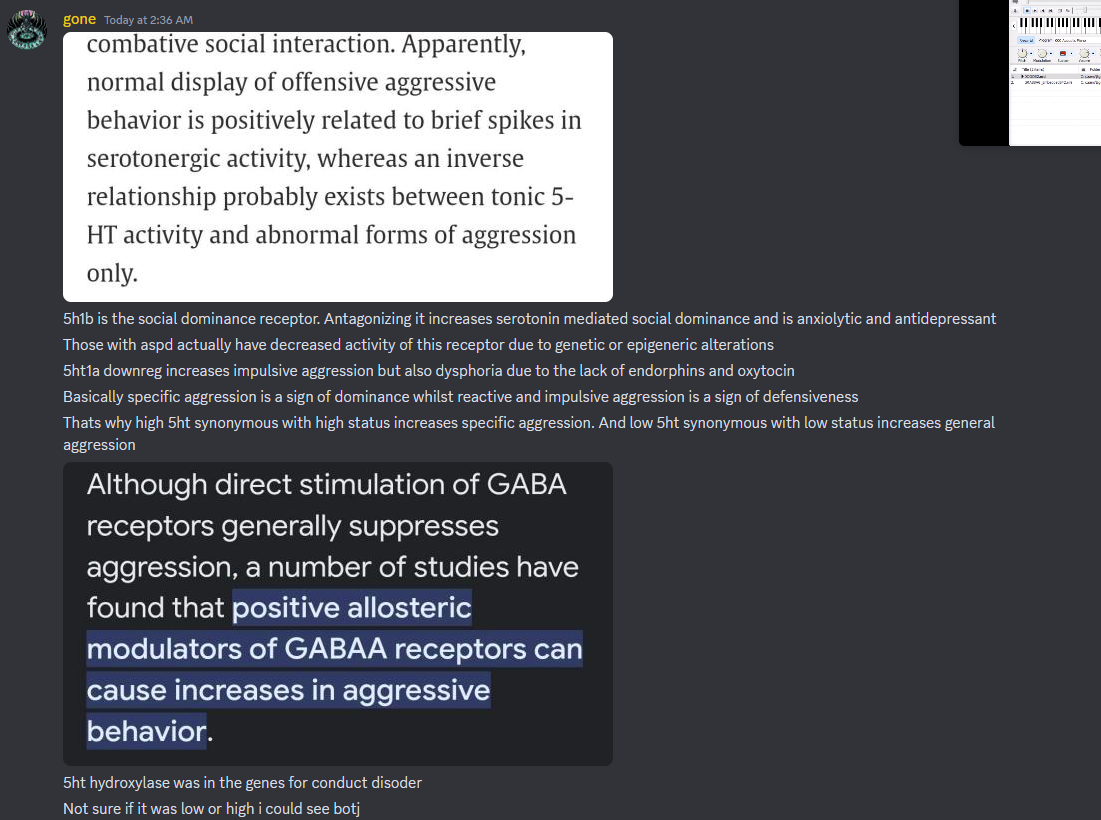 gone Today at 2:36 AM
combative social interaction. Apparently,
normal display of offensive aggressive
behavior is positively related to brief spikes in
serotonergic activity, whereas an inverse
relationship probably exists between tonic 5-
HT activity and abnormal forms of aggression
only.
5h1b is the social dominance receptor. Antagonizing it increases serotonin mediated social dominance and is anxiolytic and antidepressant
Those with aspd actually have decreased activity of this receptor due to genetic or epigeneric alterations
5ht1a downreg increases impulsive aggression but also dysphoria due to the lack of endorphins and oxytocin
Basically specific aggression is a sign of dominance whilst reactive and impulsive aggression is a sign of defensiveness
Thats why high 5ht synonymous with high status increases specific aggression. And low 5ht synonymous with low status increases general
aggression
Although direct stimulation of GABA
receptors generally suppresses
aggression, a number of studies have
found that positive allosteric
modulators of GABAA receptors can
cause increases in aggressive
behavior.
5ht hydroxylase was in the genes for conduct disoder
Not sure if it was low or high i could see botj